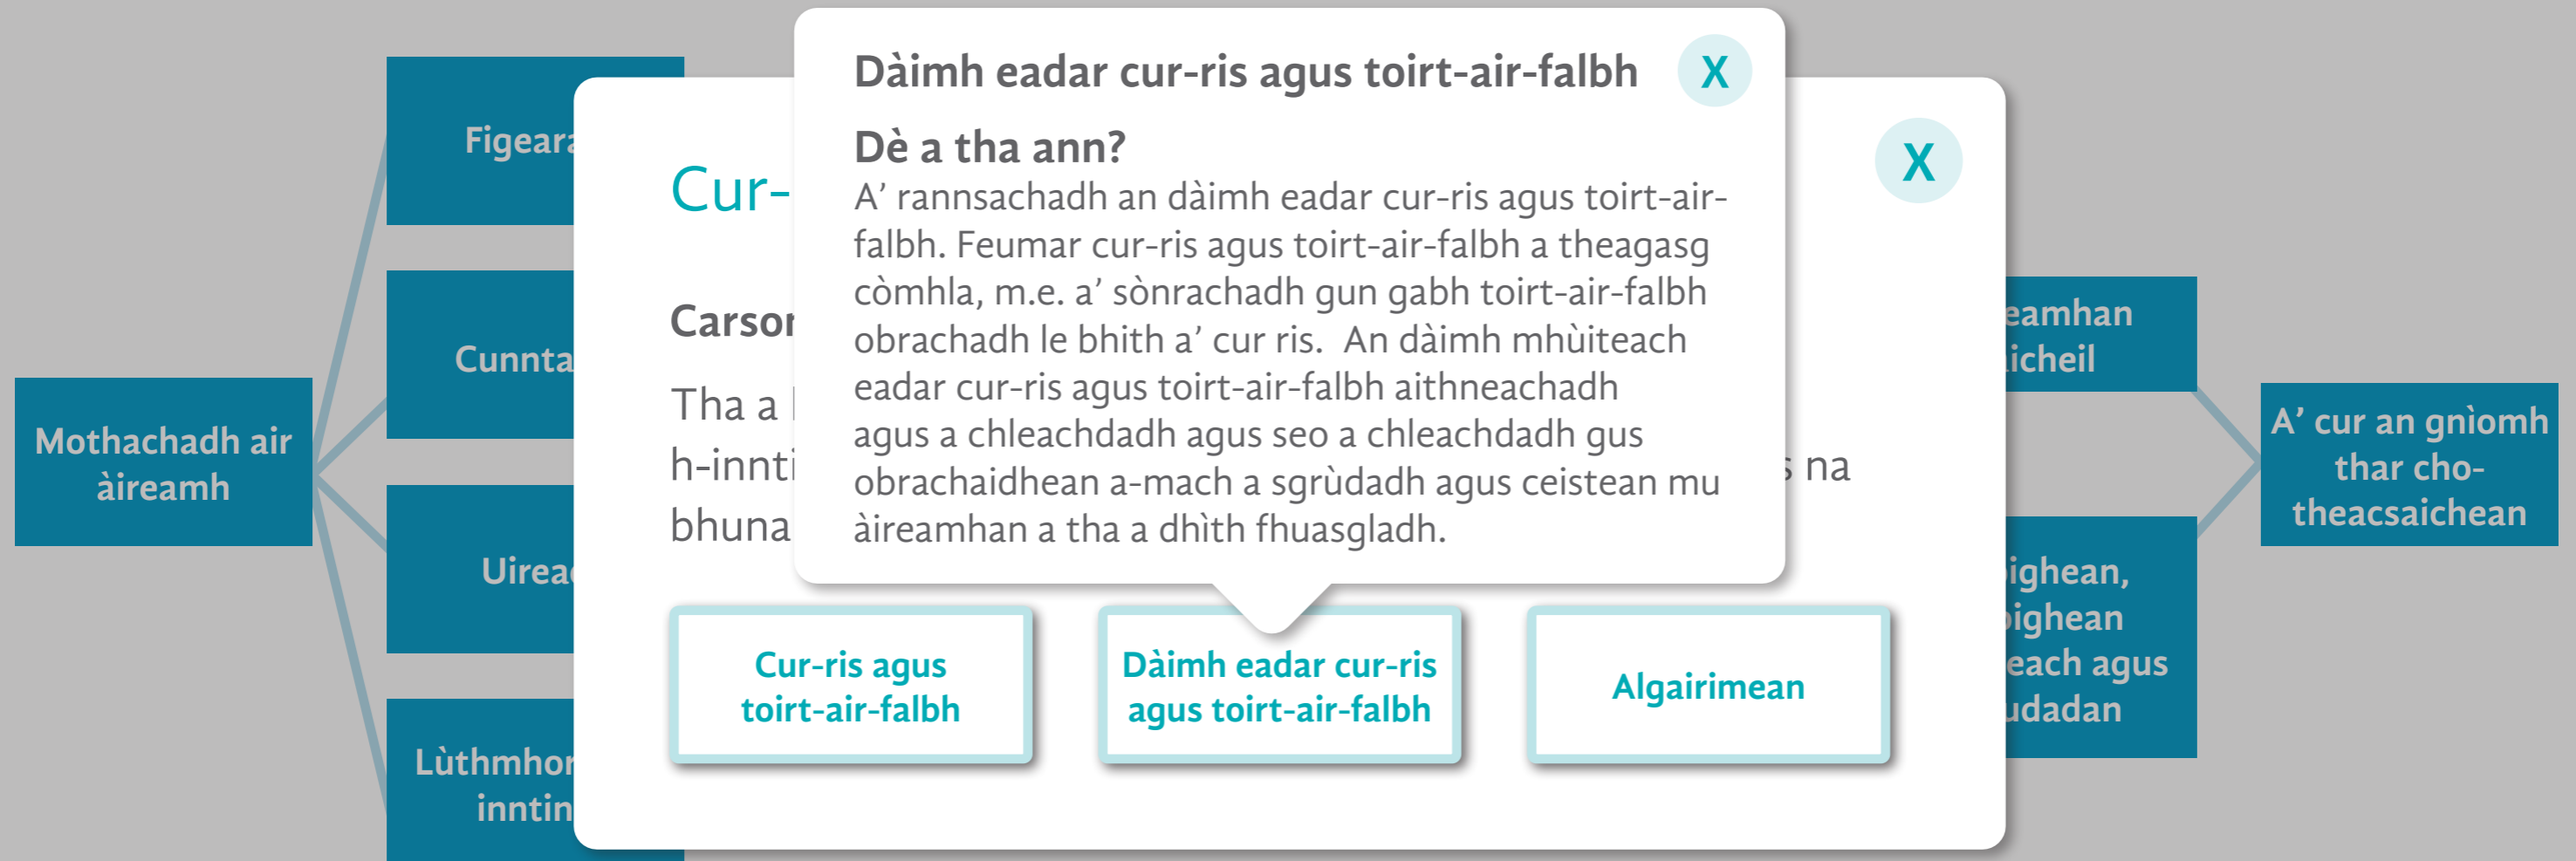 Dàimh eadar cur-ris agus toirt-air-falbh
X
Dè a tha ann?
A’ rannsachadh an dàimh eadar cur-ris agus toirt-air-
falbh. Feumar cur-ris agus toirt-air-falbh a theagasg
còmhla, m.e. a’ sònrachadh gun gabh toirt-air-falbh
obrachadh le bhith a’ cur ris. An dàimh mhùiteach
eadar cur-ris agus toirt-air-falbh aithneachadh
agus a chleachdadh agus seo a chleachdadh gus
obrachaidhean a-mach a sgrùdadh agus ceistean mu
àireamhan a tha a dhìth fhuasgladh.
Cur-
X
Tha a
na
Cur-ris agus
toirt-air-falbh
Dàimh eadar cur-ris
agus toirt-air-falbh
Algairimean
Mothachadh air
àireamh
agus
A’ cur an gnìomh
thar cho-
theacsaichean